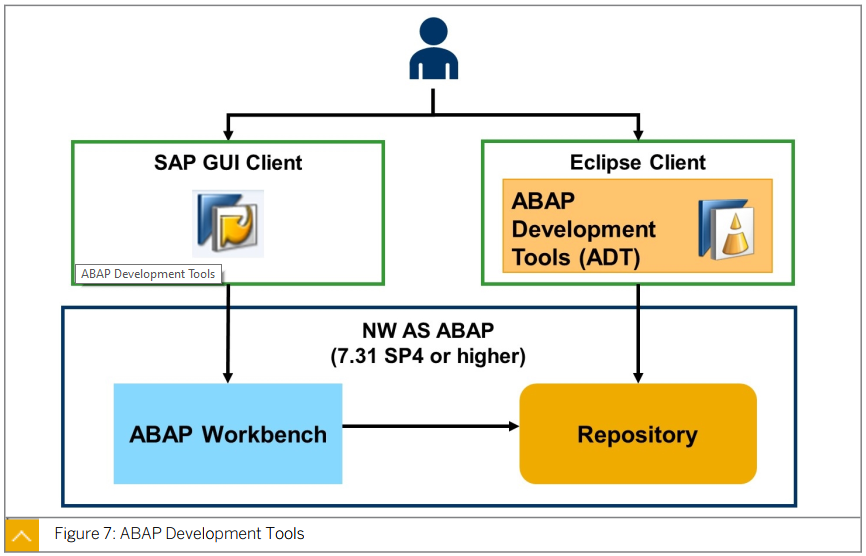 SAP GUI Client
ABAP Development Tools
Eclipse Client
ABAP
Development
Tools (ADT)
NW AS ABAP
(7.31 SP4 or higher)
ABAP Workbench
Repository
Figure 7: ABAP Development Tools